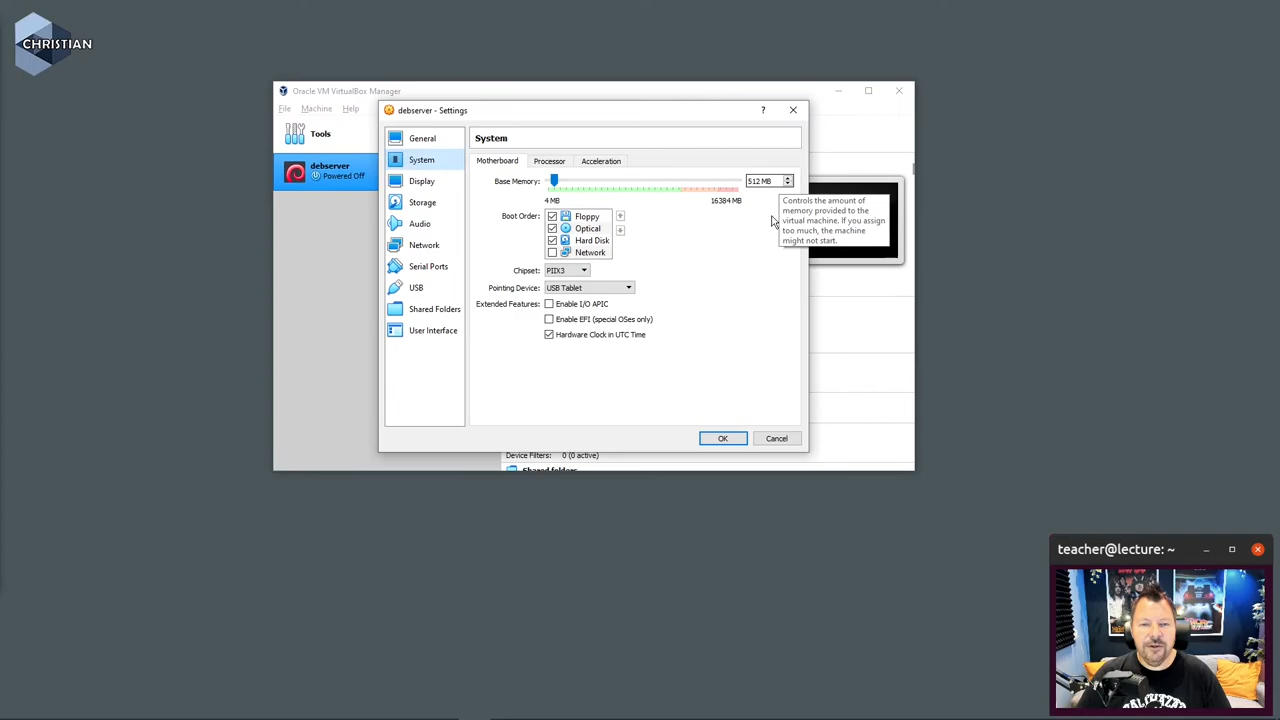 CHRISTIAN
Oracle VM VirtualBox Manager
File Machine Help
Tools
debserver
Powered Off
debserver - Settings
General
System
Display
Storage
Audio
Network
Serial Ports
USB
Shared Folders
User Interface
System
Motherboard Processor Acceleration
Base Memory: 512 MB
4 MB 16384 MB
Boot Order: Floppy
Optical
Hard Disk
Network
Chipset: PIIX3
Pointing Device: USB Tablet
Extended Features: Enable I/O APIC
Enable EFI (special OSes only)
Hardware Clock in UTC Time
OK Cancel
Controls the amount of
memory provided to the
virtual machine. If you assign
too much, the machine
might not start.
Device Filters: 0 (0 active)
Shared folders
teacher@lecture: ~